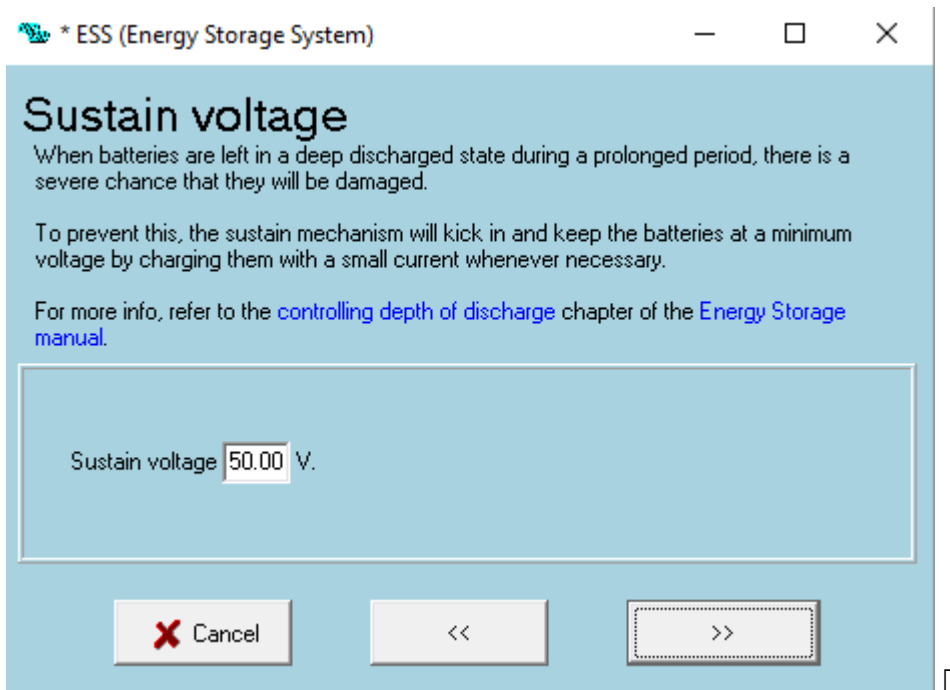 * ESS (Energy Storage System)
Sustain voltage
When batteries are left in a deep discharged state during a prolonged period, there is a
severe chance that they will be damaged.
To prevent this, the sustain mechanism will kick in and keep the batteries at a minimum
voltage by charging them with a small current whenever necessary.
For more info, refer to the controlling depth of discharge chapter of the Energy Storage
manual.
Sustain voltage 50.00 V.
Cancel << >>